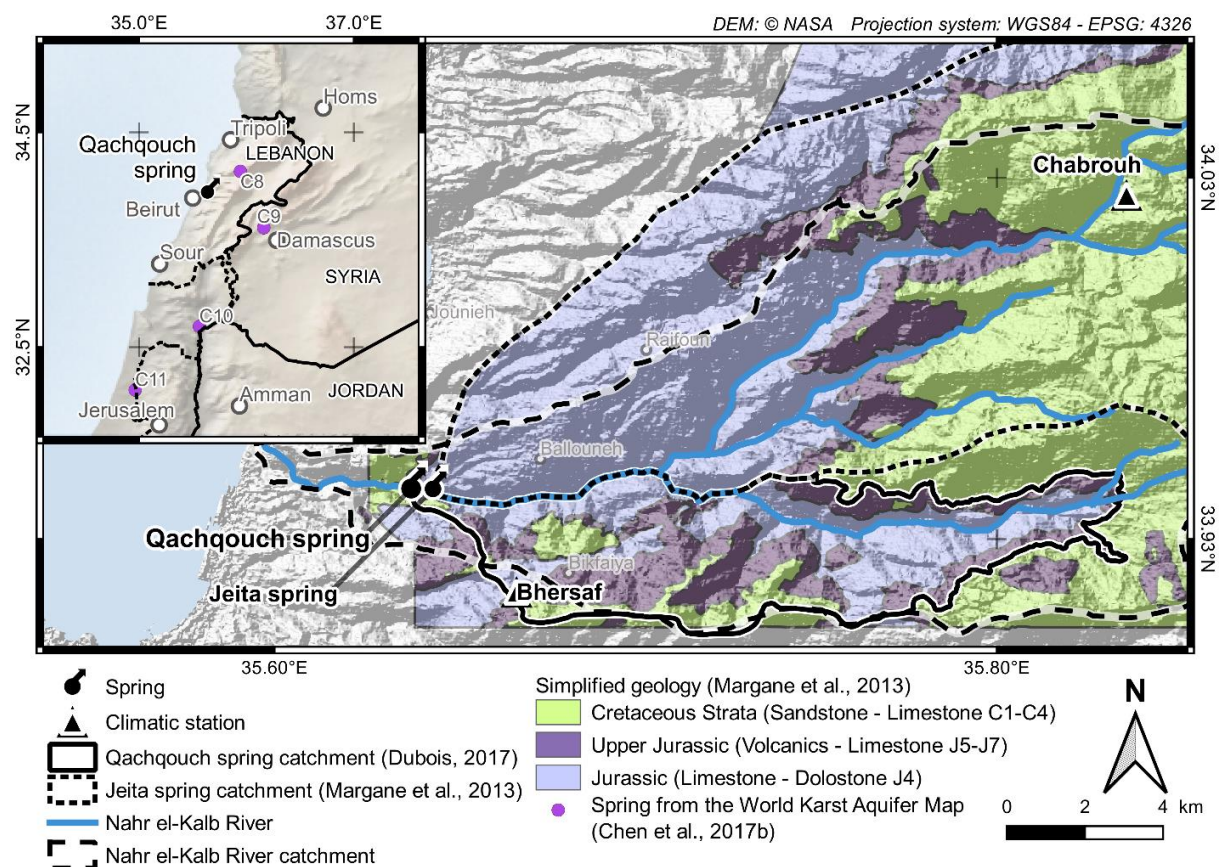 35.0°E
37.0°E
DEM: © NASA Projection system: WGS84 - EPSG: 4326
34.5°N
32.5°N
Homs
Tripoli
LEBANON
Qachqouch
spring
C8
Beirut
C9
Damascus
Sour
SYRIA
C10
C11
Amman
JORDAN
Jerusalem
Chabrouh
34.03°N
Jounieh
Raifoun
Ballouneh
Qachqouch spring
33.93°N
Bikfaiya
Jeita spring
Bhersaf
35.60°E
35.80°E
Spring
Climatic station
Qachqouch spring catchment (Dubois, 2017)
Jeita spring catchment (Margane et al., 2013)
Nahr el-Kalb River
Nahr el-Kalb River catchment
Simplified geology (Margane et al., 2013)
Cretaceous Strata (Sandstone - Limestone C1-C4)
Upper Jurassic (Volcanics - Limestone J5-J7)
Jurassic (Limestone - Dolostone J4)
Spring from the World Karst Aquifer Map
(Chen et al., 2017b)
N
0 2 4 km